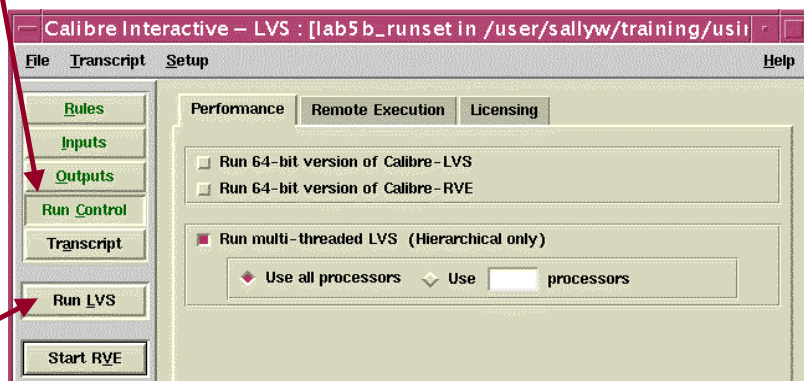 Calibre Interactive – LVS : [lab5b_runset in /user/sallyw/training/usin
File Transcript Setup Help
Rules
Inputs
Outputs
Run Control
Transcript
Run LVS
Start RVE
Performance Remote Execution Licensing
Run 64-bit version of Calibre-LVS
Run 64-bit version of Calibre-RVE
Run multi-threaded LVS (Hierarchical only)
Use all processors Use processors